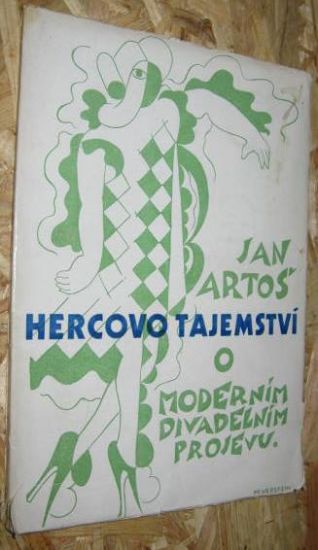 JAN
BARTOŠ
HERCOVO TAJEMSTVÍ
O
MODERNÍM
DIVADELNÍM
PROJEVU.